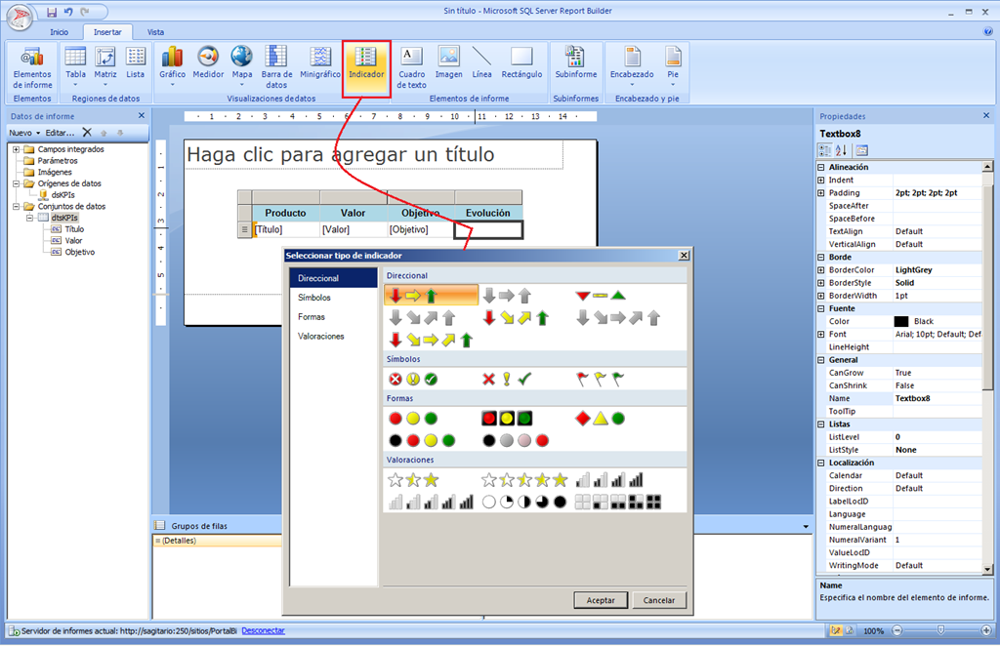 Sin título - Microsoft SQL Server Report Builder
Inicio Insertar Vista
Elementos de informe
Tabla
Matriz
Lista
Gráfico
Medidor
Mapa
Barra de datos
Minigráfico
Indicador
Cuadro de texto
Imagen
Línea
Rectángulo
Subinforme
Encabezado
Pie
Elementos
Regiones de datos
Visualizaciones de datos
Elementos de informe
Subinformes
Encabezado y pie
Datos de informe
Nuevo Editar...
Campos integrados
Parámetros
Imágenes
Orígenes de datos
dsKPIs
Conjuntos de datos
dtsKPIs
Título
Valor
Objetivo
1 2 3 4 5 6 7 8 9 10 11 12 13 14
1
2
3
4
5
Haga clic para agregar un título
Producto Valor Objetivo Evolución
[Título] [Valor] [Objetivo]
Seleccionar tipo de indicador
Direccional
Símbolos
Formas
Valoraciones
Direccional
Símbolos
Formas
Valoraciones
Aceptar Cancelar
Grupos de filas
(Detalles)
Propiedades
Textbox8
Alineación
Indent
Padding 2pt; 2pt; 2pt; 2pt
SpaceAfter
SpaceBefore
TextAlign Default
VerticalAlign Default
Borde
BorderColor LightGrey
BorderStyle Solid
BorderWidth 1pt
Fuente
Color Black
Font Arial; 10pt; Default; Def
LineHeight
General
CanGrow True
CanShrink False
Name Textbox8
ToolTip
Listas
ListLevel 0
ListStyle None
Localización
Calendar Default
Direction Default
LabelLocID
Language
NumeralLanguag
NumeralVariant 1
ValueLocID
WritingMode Default
Name
Especifica el nombre del elemento de informe.
Servidor de informes actual: http://sagitario:250/sitios/PortalBI Desconectar
100%